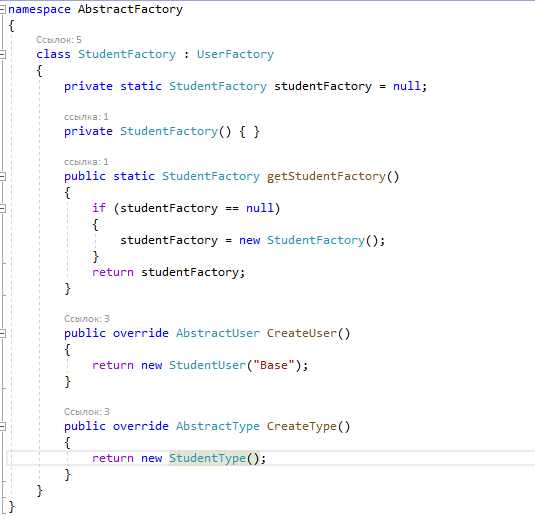 namespace AbstractFactory
{
Ссылок: 5
class StudentFactory : UserFactory
{
private static StudentFactory studentFactory = null;
ссылка: 1
private StudentFactory() { }
ссылка: 1
public static StudentFactory getStudentFactory()
{
if (studentFactory == null)
{
studentFactory = new StudentFactory();
}
return studentFactory;
}
Ссылок: 3
public override AbstractUser CreateUser()
{
return new StudentUser("Base");
}
Ссылок: 3
public override AbstractType CreateType()
{
return new StudentType();
}
}
}